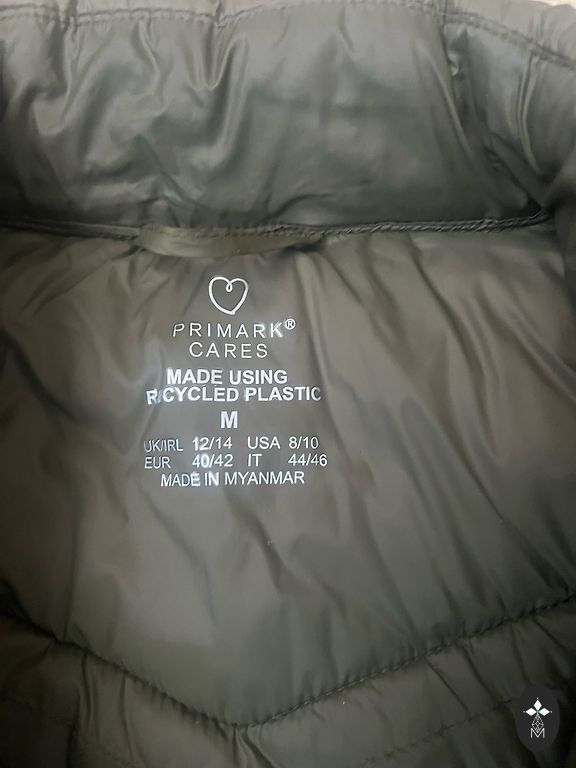 PRIMARK®
CARES
MADE USING
RECYCLED PLASTIC
M
UK/IRL 12/14 USA 8/10
EUR 40/42 IT 44/46
MADE IN MYANMAR
M